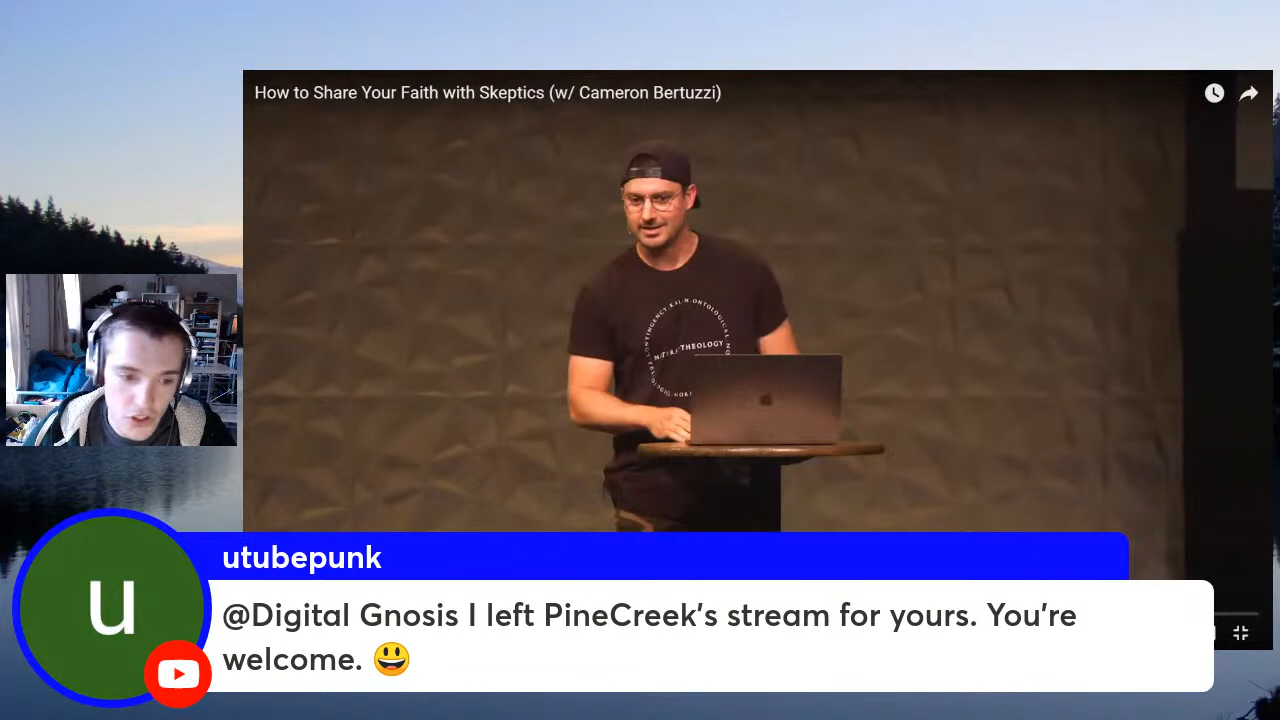 How to Share Your Faith with Skeptics (w/ Cameron Bertuzzi)
THEOLOGY
utubepunk
@Digital Gnosis I left PineCreek's stream for yours. You're
welcome. 😃
u